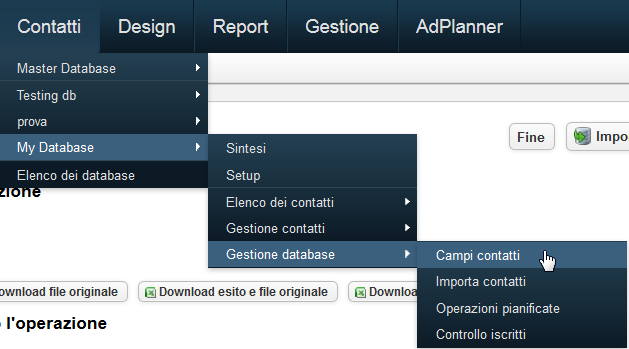 Contatti Design Report Gestione AdPlanner
Master Database
Testing db
prova
My Database
Elenco dei database
Sintesi
Setup
Elenco dei contatti
Gestione contatti
Gestione database
Campi contatti
Importa contatti
Operazioni pianificate
Controllo iscritti
Fine Impo
zione
ownload file originale Download esito e file originale Downloa
l'operazione